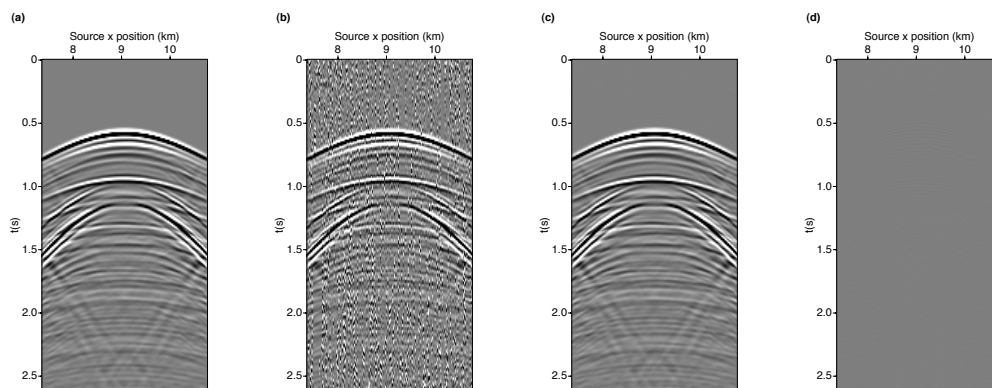 (a) (b) (c) (d)
Source x position (km) Source x position (km) Source x position (km) Source x position (km)
8 9 10 8 9 10 8 9 10 8 9 10
0 0 0 0
0.5 0.5 0.5 0.5
1.0 1.0 1.0 1.0
t(s) t(s) t(s) t(s)
1.5 1.5 1.5 1.5
2.0 2.0 2.0 2.0
2.5 2.5 2.5 2.5